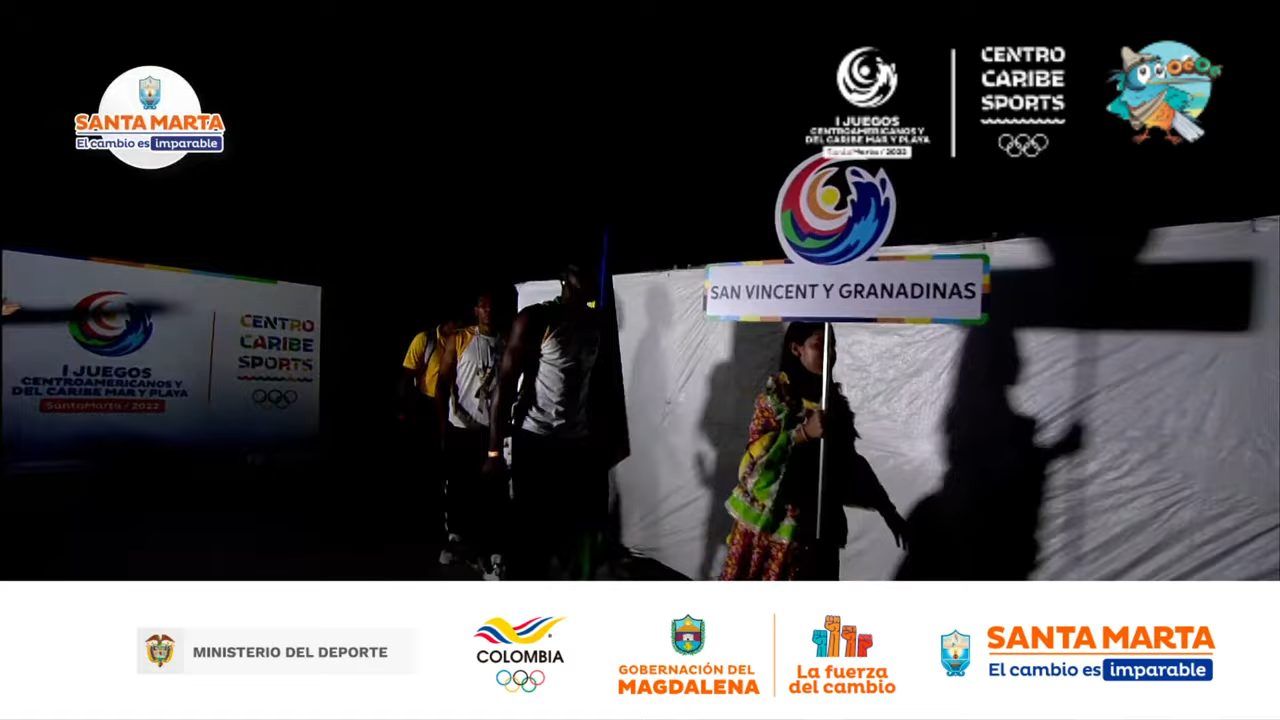 SANTA MARTA
El cambio es imparable
I JUEGOS
CENTROAMERICANOS Y
DEL CARIBE MAR Y PLAYA
SantaMarta / 2022
CENTRO
CARIBE
SPORTS
SAN VINCENT Y GRANADINAS
I JUEGOS
CENTROAMERICANOS Y
DEL CARIBE MAR Y PLAYA
SantaMarta / 2022
CENTRO
CARIBE
SPORTS
MINISTERIO DEL DEPORTE
COLOMBIA
GOBERNACIÓN DEL
MAGDALENA
La fuerza
del cambio
SANTA MARTA
El cambio es imparable